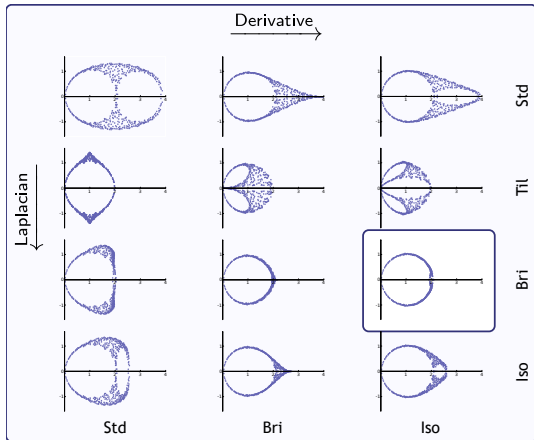 Derivative
Laplacian
Std
Til
Bri
Iso
Std
Bri
Iso